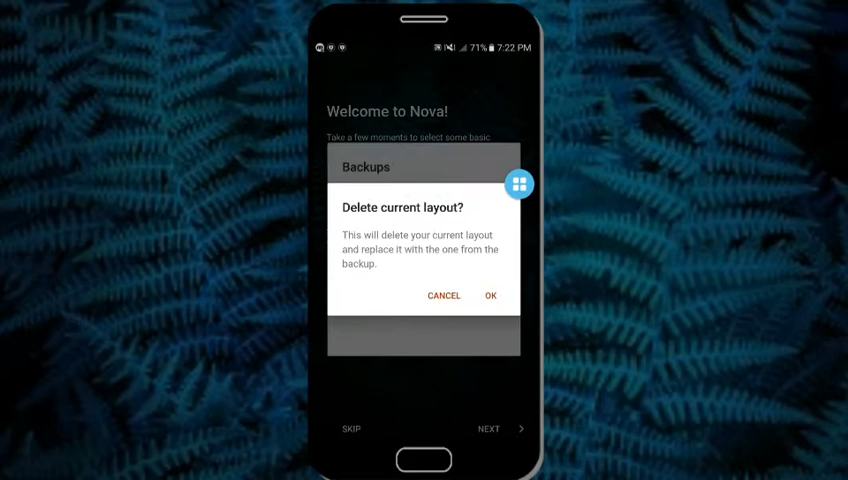 71% 7:22 PM
Welcome to Nova!
Take a few moments to select some basic
Backups
Delete current layout?
This will delete your current layout
and replace it with the one from the
backup.
CANCEL OK
SKIP NEXT